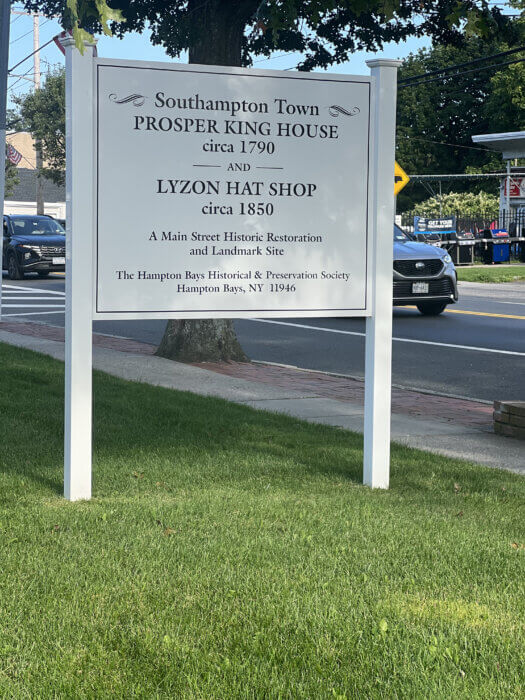 Southampton Town
PROSPER KING HOUSE
circa 1790
AND
LYZON HAT SHOP
circa 1850
A Main Street Historic Restoration
and Landmark Site
The Hampton Bays Historical & Preservation Society
Hampton Bays, NY 11946